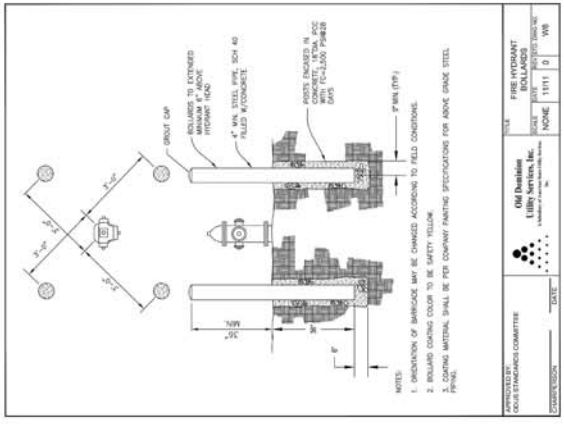 GROUT CAP
BOLLARDS TO EXTENDED
MINIMUM 6" ABOVE
HYDRANT HEAD
4" MIN. STEEL PIPE, SCH 40
FILLED W/CONCRETE
POSTS ENCASED IN
CONCRETE, 18"DIA. PCC
WITH FC=2,500 PSI@28
DAYS
3'-0"
3'-0"
3'-0"
3'-0"
36"
MIN.
36"
6"
5"MIN.(TYP.)
NOTES:
1. ORIENTATION OF BARRICADE MAY BE CHANGED ACCORDING TO FIELD CONDITIONS.
2. BOLLARD COATING COLOR TO BE SAFETY YELLOW.
3. COATING MATERIAL SHALL BE PER COMPANY PAINTING SPECIFICATIONS FOR ABOVE GRADE STEEL
PIPING.
APPROVED BY:
ODUS STANDARDS COMMITTEE
CHAIRPERSON
DATE
Old Dominion
Utility Services, Inc.
TITLE
FIRE HYDRANT
BOLLARDS
SCALE
NONE
DATE
11/11
REV
0
STD. DWG NO.
W8